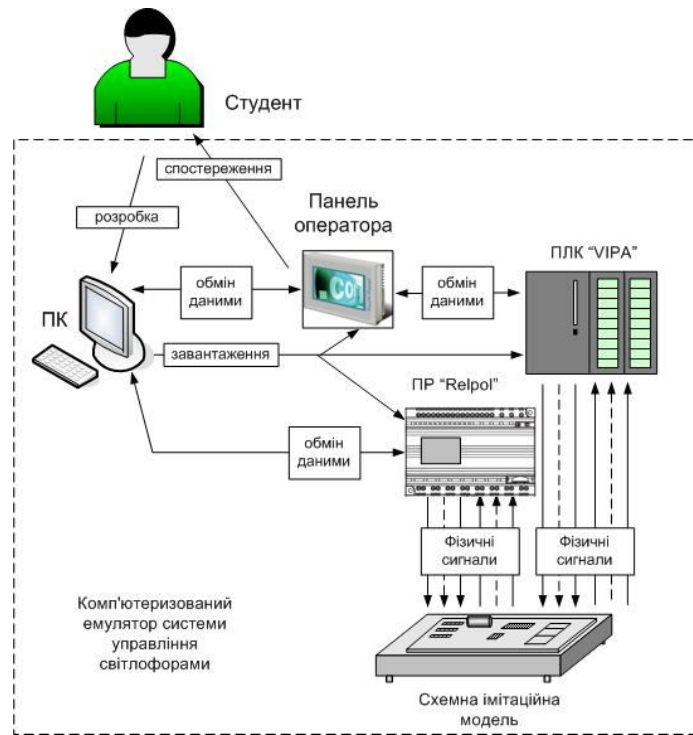 Студент
спостереження
розробка
Панель
оператора
ПЛК “VIPA”
обмін
даними
обмін
даними
ПК
завантаження
ПР “Relpol”
обмін
даними
Фізичні
сигнали
Фізичні
сигнали
Комп'ютеризований
емулятор системи
управління
світлофорами
Схемна імітаційна
модель